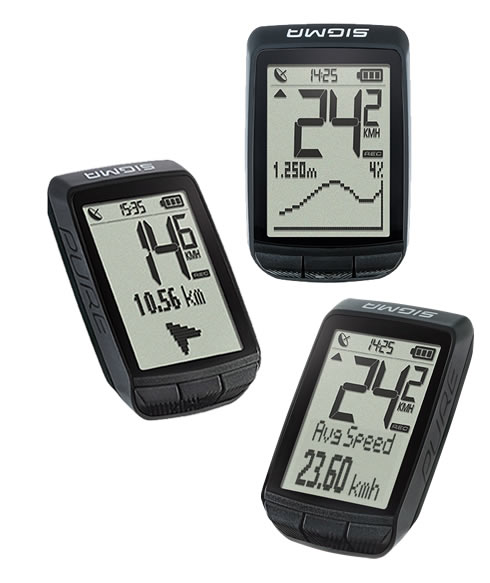 SIGMA
14:25
24.2
KMH
REC
1.250m 4%
SIGMA
PURE
15:35
14.6
KMH
REC
10.56 km
SIGMA
PURE
14:25
24.2
KMH
REC
Avg Speed
23.60 kmh